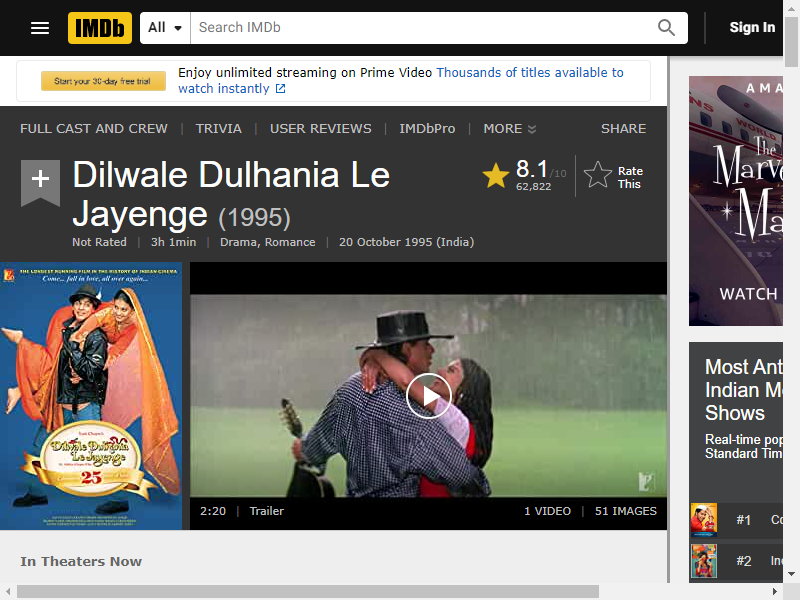 IMDb
All
Search IMDb
Sign In
Start your 30-day free trial
Enjoy unlimited streaming on Prime Video Thousands of titles available to
watch instantly
FULL CAST AND CREW | TRIVIA | USER REVIEWS | IMDbPro | MORE
SHARE
Dilwale Dulhania Le
Jayenge (1995)
8.1/10
62,822
Rate
This
Not Rated | 3h 1min | Drama, Romance | 20 October 1995 (India)
THE LONGEST RUNNING FILM IN THE HISTORY OF INDIAN CINEMA
Come... fall in love, all over again...
Dilwale Dulhania
Le Jayenge
25
2:20 | Trailer
1 VIDEO | 51 IMAGES
In Theaters Now
AMA
The
Marv
Ma
WATCH
Most Ant
Indian Mo
Shows
Real-time pop
Standard Tim
#1 Co
#2 Ind